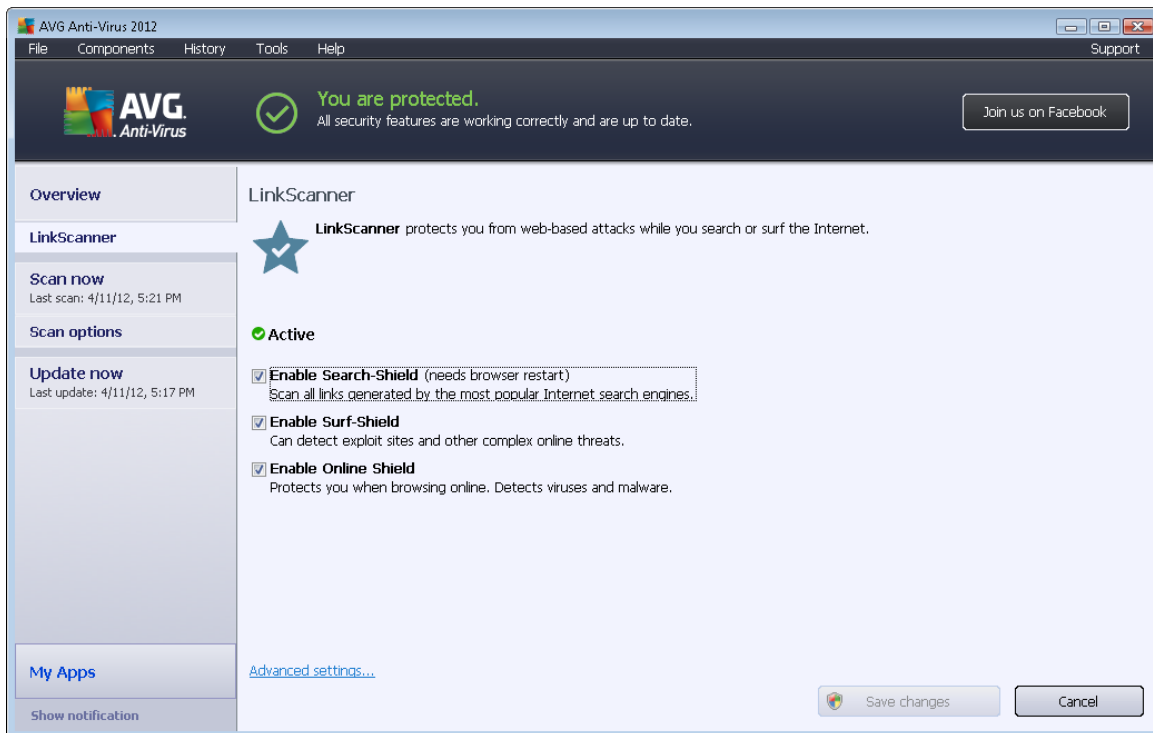 AVG Anti-Virus 2012
File Components History Tools Help Support
AVG.
Anti-Virus
You are protected.
All security features are working correctly and are up to date.
Join us on Facebook
Overview
LinkScanner
Scan now
Last scan: 4/11/12, 5:21 PM
Scan options
Update now
Last update: 4/11/12, 5:17 PM
My Apps
Show notification
LinkScanner
LinkScanner protects you from web-based attacks while you search or surf the Internet.
Active
Enable Search-Shield (needs browser restart)
Scan all links generated by the most popular Internet search engines.
Enable Surf-Shield
Can detect exploit sites and other complex online threats.
Enable Online Shield
Protects you when browsing online. Detects viruses and malware.
Advanced settings...
Save changes
Cancel